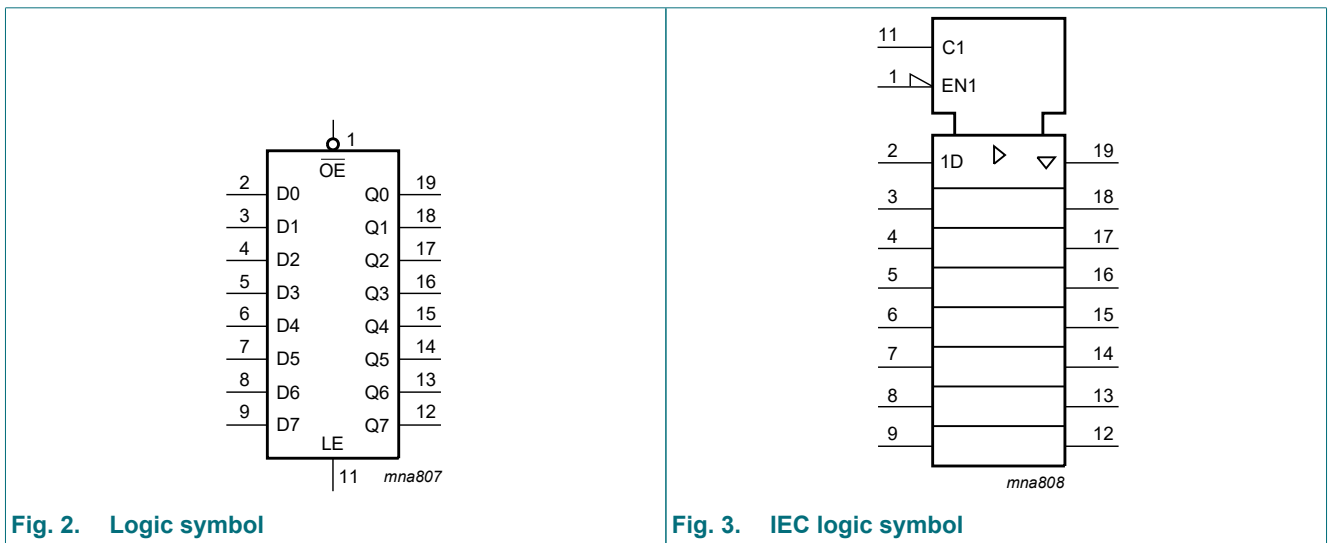 1
OE
2 D0 Q0 19
3 D1 Q1 18
4 D2 Q2 17
5 D3 Q3 16
6 D4 Q4 15
7 D5 Q5 14
8 D6 Q6 13
9 D7 Q7 12
LE
11 mna807
Fig. 2. Logic symbol
11 C1
1 EN1
2 1D 19
3 18
4 17
5 16
6 15
7 14
8 13
9 12
mna808
Fig. 3. IEC logic symbol